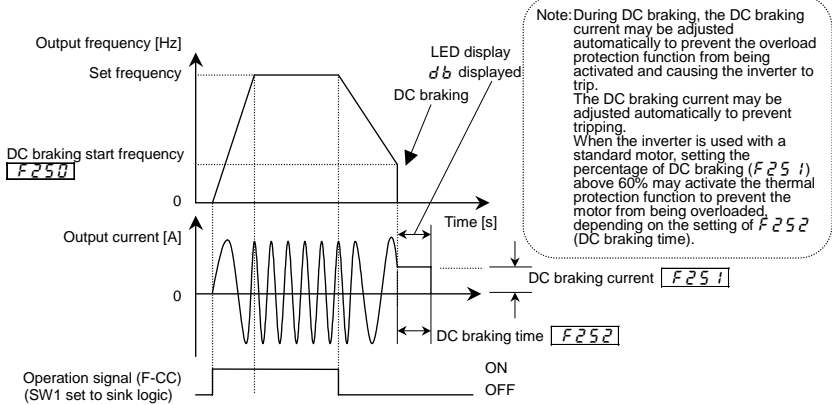 Output frequency [Hz]
Set frequency
DC braking start frequency
F250
0
LED display
db displayed
DC braking
Time [s]
Output current [A]
0
DC braking current F251
DC braking time F252
Operation signal (F-CC)
(SW1 set to sink logic)
ON
OFF
Note: During DC braking, the DC braking
current may be adjusted
automatically to prevent the overload
protection function from being
activated and causing the inverter to
trip.
The DC braking current may be
adjusted automatically to prevent
tripping.
When the inverter is used with a
standard motor, setting the
percentage of DC braking (F251)
above 60% may activate the thermal
protection function to prevent the
motor from being overloaded,
depending on the setting of F252
(DC braking time).